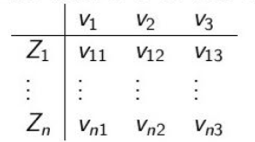 v₁ v₂ v₃
Z₁ v₁₁ v₁₂ v₁₃
⋮ ⋮ ⋮ ⋮
Zₙ vₙ₁ vₙ₂ vₙ₃